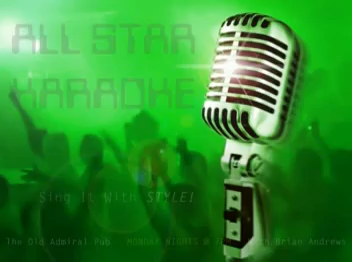 ALL STAR
KARAOKE
Sing It With STYLE!
The Old Admiral Pub MONDAY NIGHTS @ Brian Andrews